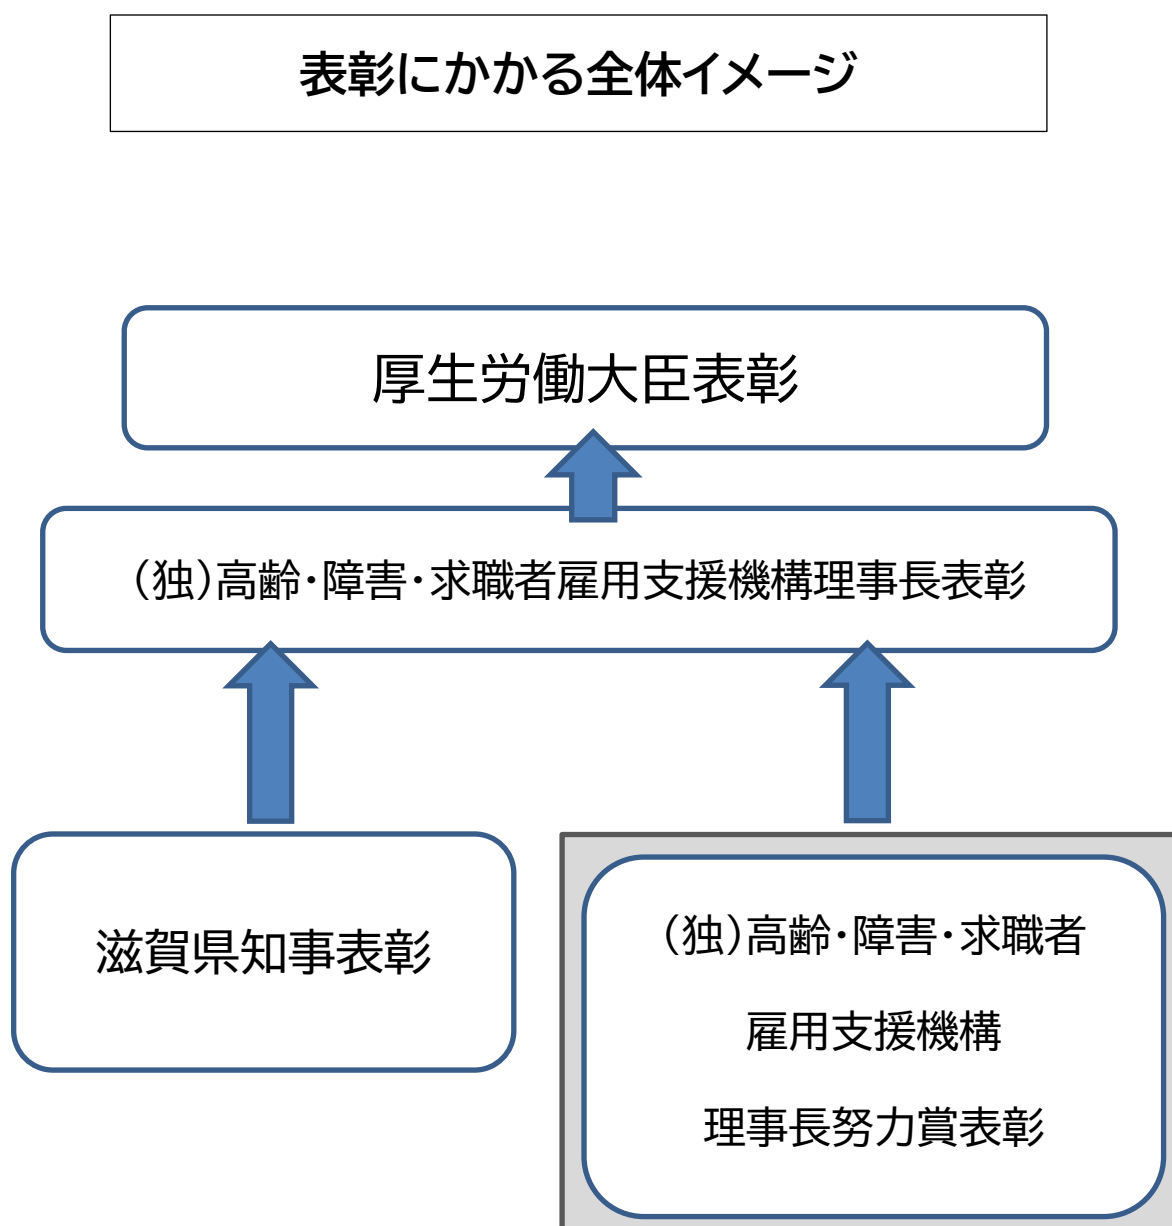 表彰にかかる全体イメージ
厚生労働大臣表彰
（独）高齢・障害・求職者雇用支援機構理事長表彰
滋賀県知事表彰
（独）高齢・障害・求職者
雇用支援機構
理事長努力賞表彰